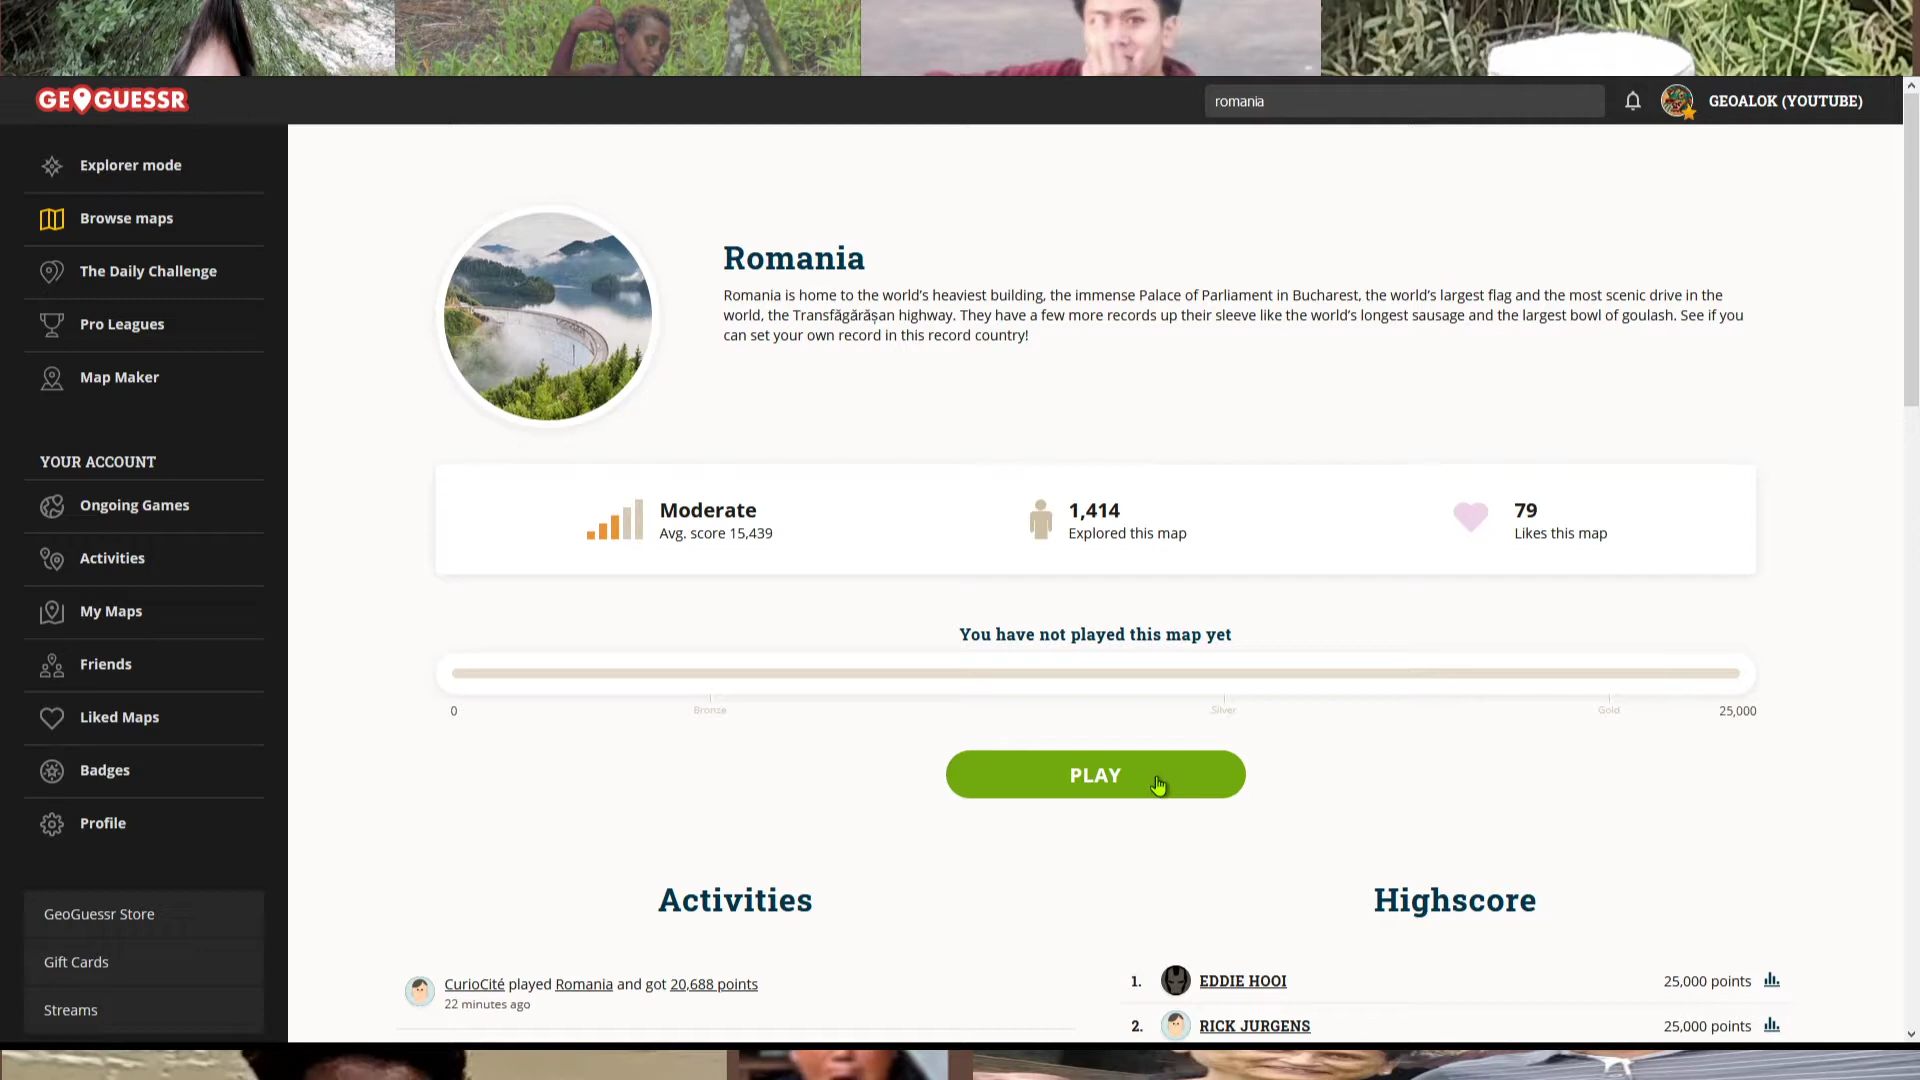 GEOGUESSR
romania
GEOALOK (YOUTUBE)
Explorer mode
Browse maps
The Daily Challenge
Pro Leagues
Map Maker
YOUR ACCOUNT
Ongoing Games
Activities
My Maps
Friends
Liked Maps
Badges
Profile
GeoGuessr Store
Gift Cards
Streams
Romania
Romania is home to the world's heaviest building, the immense Palace of Parliament in Bucharest, the world's largest flag and the most scenic drive in the
world, the Transfăgărășan highway. They have a few more records up their sleeve like the world's longest sausage and the largest bowl of goulash. See if you
can set your own record in this record country!
Moderate
Avg. score 15,439
1,414
Explored this map
79
Likes this map
You have not played this map yet
0 Bronze Silver Gold 25,000
PLAY
Activities
CurioCité played Romania and got 20,688 points
22 minutes ago
Highscore
1. EDDIE HOOI 25,000 points
2. RICK JURGENS 25,000 points